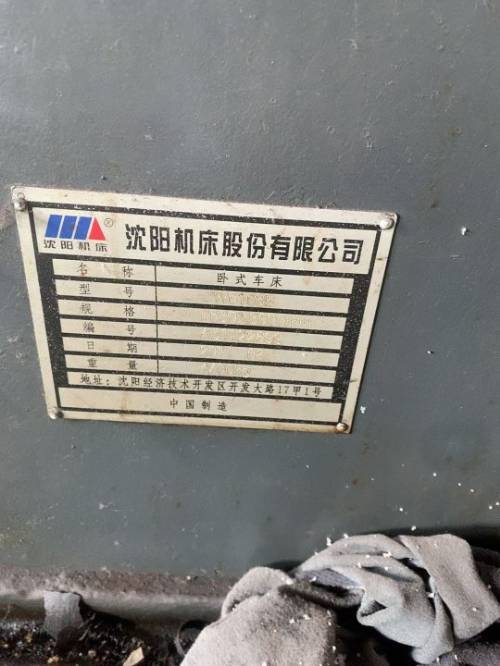 沈阳机床® 沈阳机床股份有限公司
名称 卧式车床
型号
规格
编号
日期
重量
地址：沈阳经济技术开发区开发大路17甲1号
中国制造